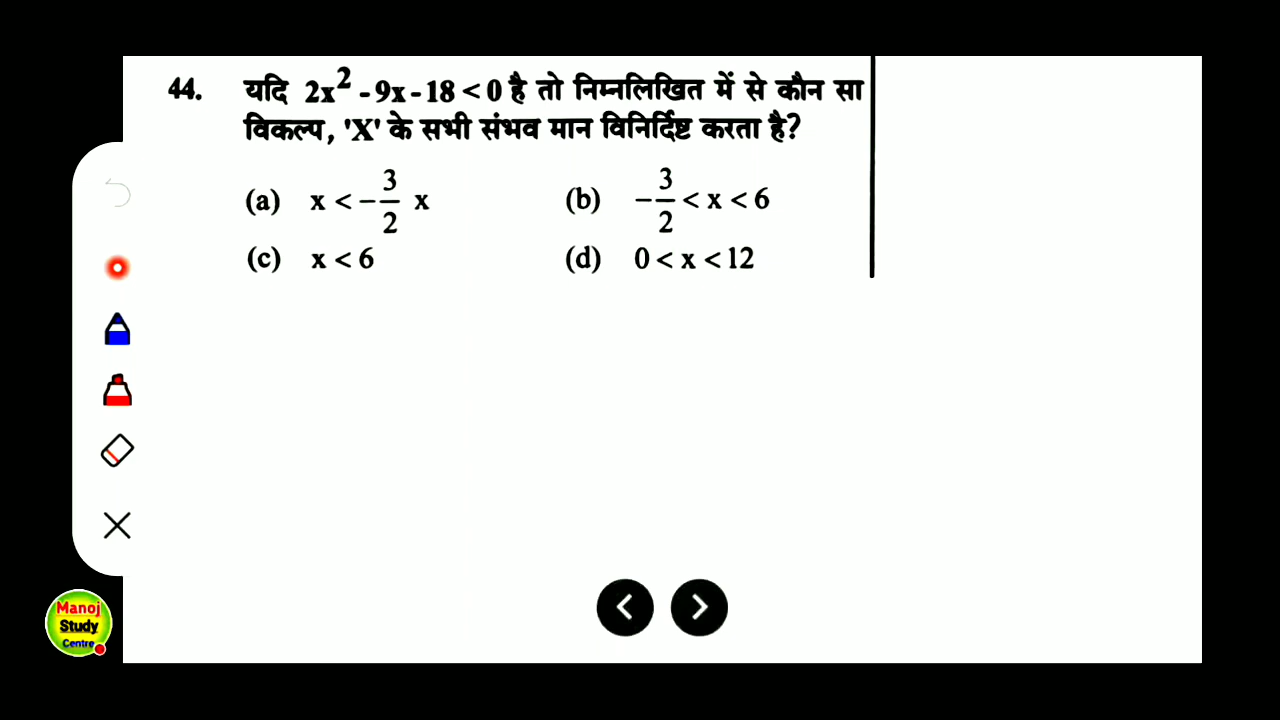 44. यदि 2x² - 9x - 18 < 0 है तो निम्नलिखित में से कौन सा
विकल्प, 'X' के सभी संभव मान विनिर्दिष्ट करता है?
(a) x < -3/2 x (b) -3/2 < x < 6
(c) x < 6 (d) 0 < x < 12
Manoj
Study
Centre